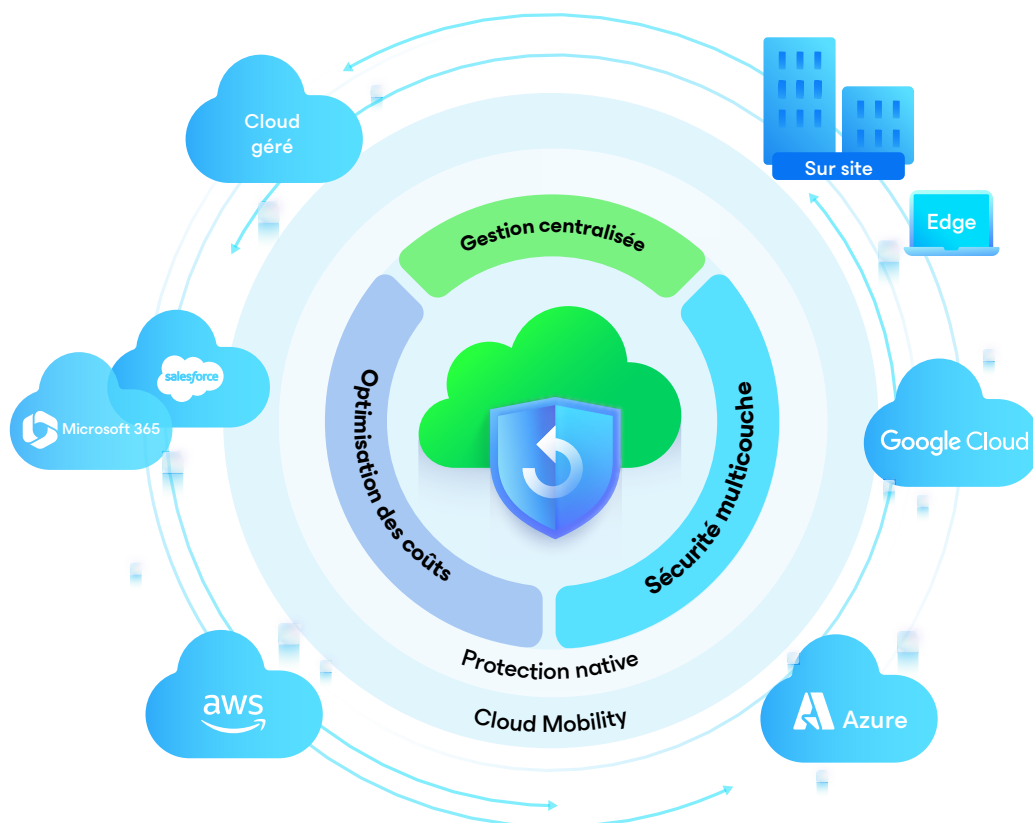 Cloud
géré
Sur site
Edge
Gestion centralisée
Optimisation des coûts
Sécurité multicouche
salesforce
Microsoft 365
Google Cloud
Protection native
Cloud Mobility
aws
Azure